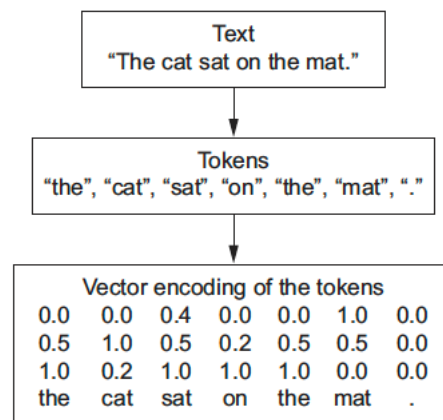 Text
“The cat sat on the mat.”
Tokens
“the”, “cat”, “sat”, “on”, “the”, “mat”, “.”
Vector encoding of the tokens
0.0 0.0 0.4 0.0 0.0 1.0 0.0
0.5 1.0 0.5 0.2 0.5 0.5 0.0
1.0 0.2 1.0 1.0 1.0 0.0 0.0
the cat sat on the mat .